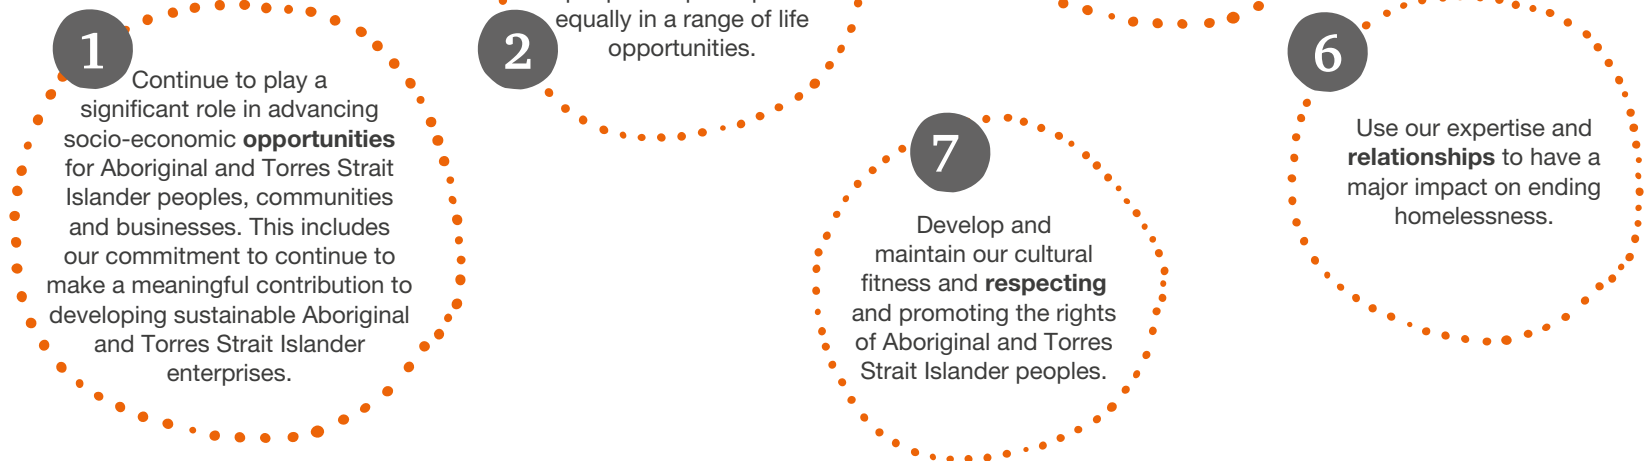 1
Continue to play a
significant role in advancing
socio-economic opportunities
for Aboriginal and Torres Strait
Islander peoples, communities
and businesses. This includes
our commitment to continue to
make a meaningful contribution to
developing sustainable Aboriginal
and Torres Strait Islander
enterprises.
2
equally in a range of life
opportunities.
7
Develop and
maintain our cultural
fitness and respecting
and promoting the rights
of Aboriginal and Torres
Strait Islander peoples.
6
Use our expertise and
relationships to have a
major impact on ending
homelessness.